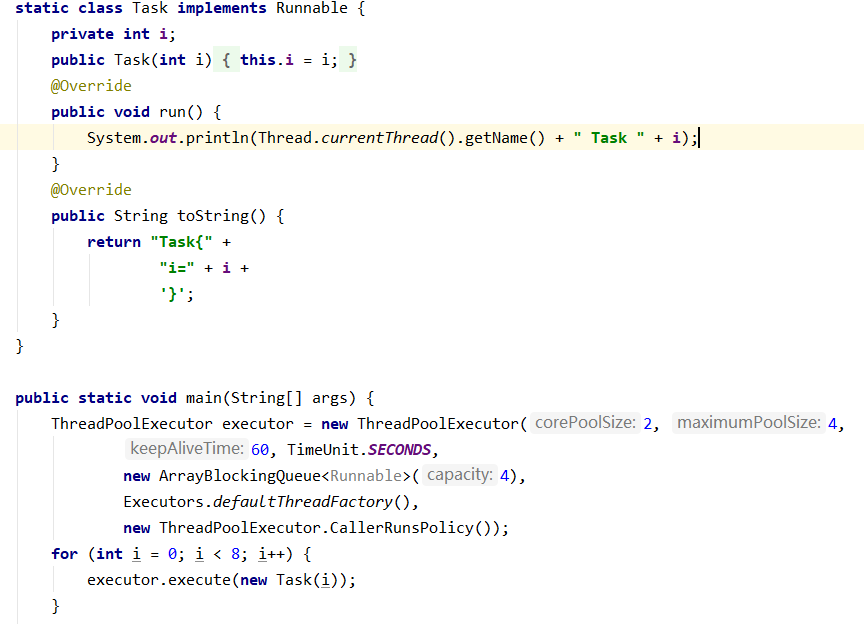 static class Task implements Runnable {
private int i;
public Task(int i) { this.i = i; }
@Override
public void run() {
System.out.println(Thread.currentThread().getName() + " Task " + i);
}
@Override
public String toString() {
return "Task{" +
"i=" + i +
'}';
}
}
public static void main(String[] args) {
ThreadPoolExecutor executor = new ThreadPoolExecutor( corePoolSize: 2, maximumPoolSize: 4,
keepAliveTime: 60, TimeUnit.SECONDS,
new ArrayBlockingQueue<Runnable>( capacity: 4),
Executors.defaultThreadFactory(),
new ThreadPoolExecutor.CallerRunsPolicy());
for (int i = 0; i < 8; i++) {
executor.execute(new Task(i));
}